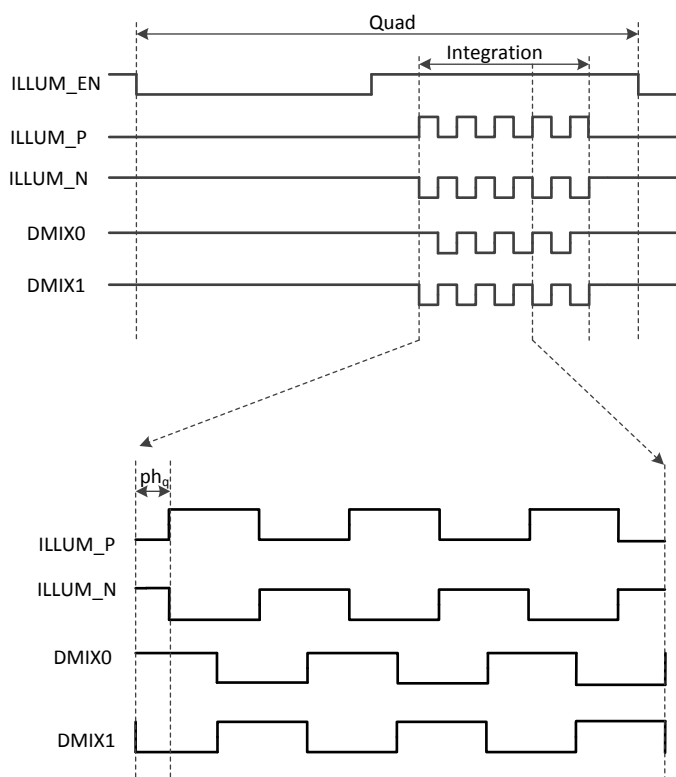 Quad
Integration
ILLUM_EN
ILLUM_P
ILLUM_N
DMIX0
DMIX1
phq
ILLUM_P
ILLUM_N
DMIX0
DMIX1